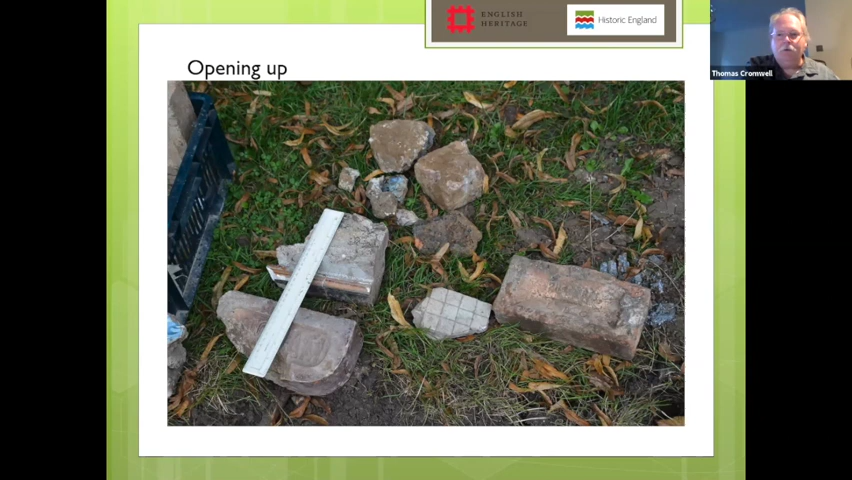 ENGLISH
HERITAGE
Historic England
Thomas Cromwell
Opening up